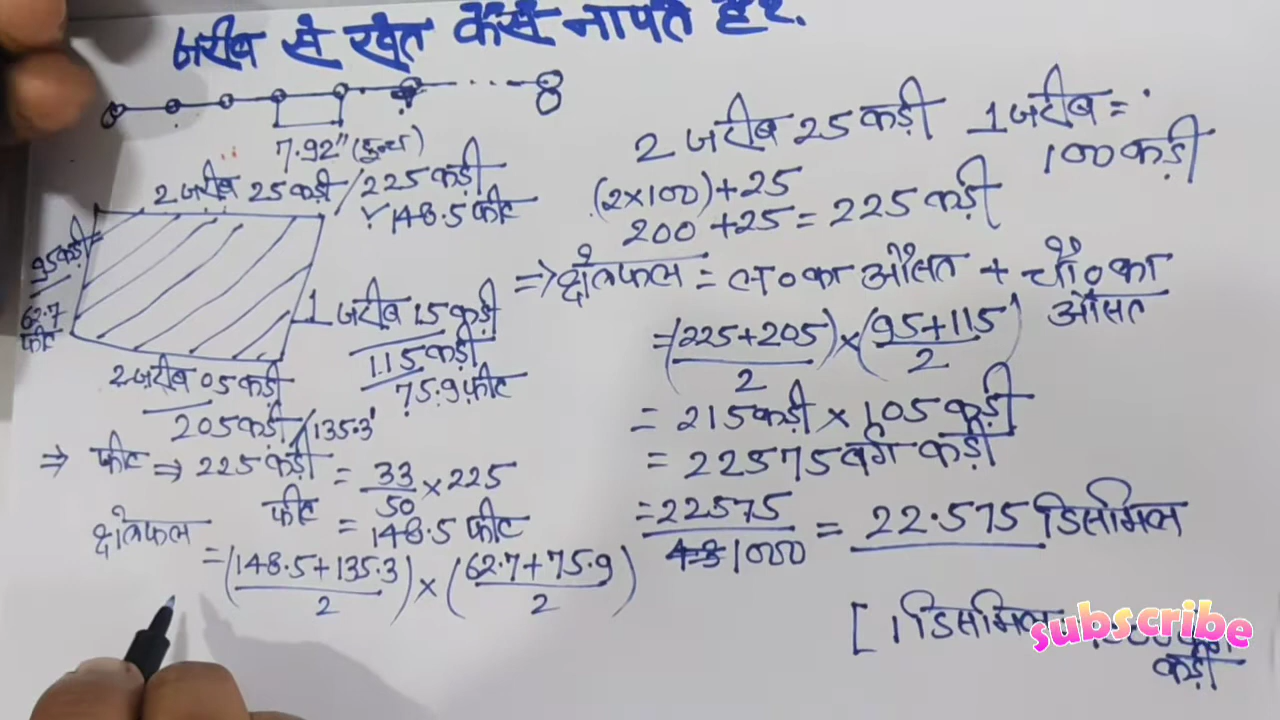 जरीब से खेत कैसे नापते हैं?
7.92" (इन्च)
2 जरीब 25 कड़ी / 225 कड़ी
✓148.5 फीट
95 कड़ी
62.7
फीट
1 जरीब 15 कड़ी
115 कड़ी
75.9 फीट
2 जरीब 05 कड़ी
205 कड़ी /135.3'
⇒ फीट ⇒ 225 कड़ी = 33/50 × 225
फीट = 148.5 फीट
क्षेत्रफल
= (148.5+135.3/2) × (62.7+75.9/2)
2 जरीब 25 कड़ी 1 जरीब =
100 कड़ी
(2×100)+25
200 +25 = 225 कड़ी
⇒ क्षेत्रफल = ल० का औसत + चौ० का
औसत
= (225+205/2) × (95+115/2)
= 215 कड़ी × 105 कड़ी
= 22575 वर्ग कड़ी
= 22575/1000 = 22.575 डिसमिल
[1 डिसमिल
कड़ी
subscribe